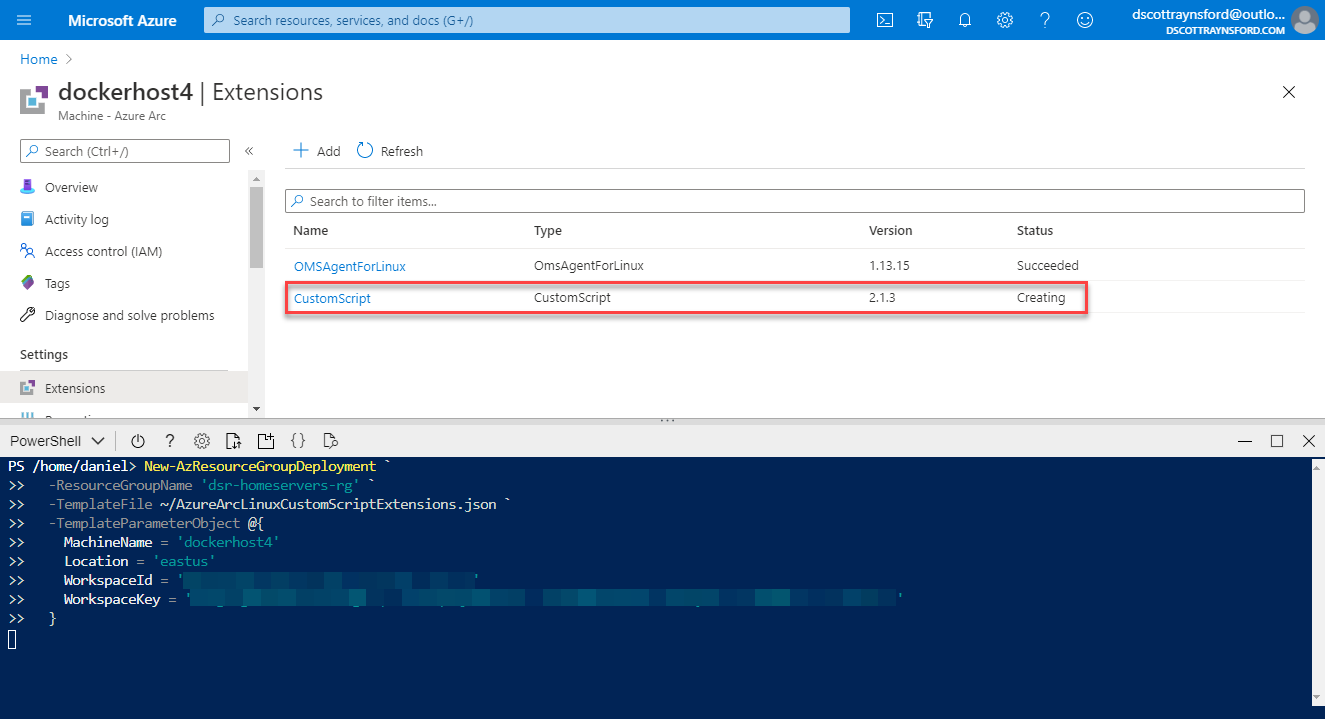 Microsoft Azure
Search resources, services, and docs (G+/)
dscottraynsford@outlo...
DSCOTTRAYNSFORD.COM
Home >
dockerhost4 | Extensions
Machine - Azure Arc
Search (Ctrl+/)
«
Add
Refresh
Overview
Activity log
Access control (IAM)
Tags
Diagnose and solve problems
Settings
Extensions
Search to filter items...
Name Type Version Status
OMSAgentForLinux OmsAgentForLinux 1.13.15 Succeeded
CustomScript CustomScript 2.1.3 Creating
PowerShell
PS /home/daniel> New-AzResourceGroupDeployment `
>> -ResourceGroupName 'dsr-homeservers-rg' `
>> -TemplateFile ~/AzureArcLinuxCustomScriptExtensions.json `
>> -TemplateParameterObject @{
>> MachineName = 'dockerhost4'
>> Location = 'eastus'
>> WorkspaceId = ' '
>> WorkspaceKey = ' '
>> }